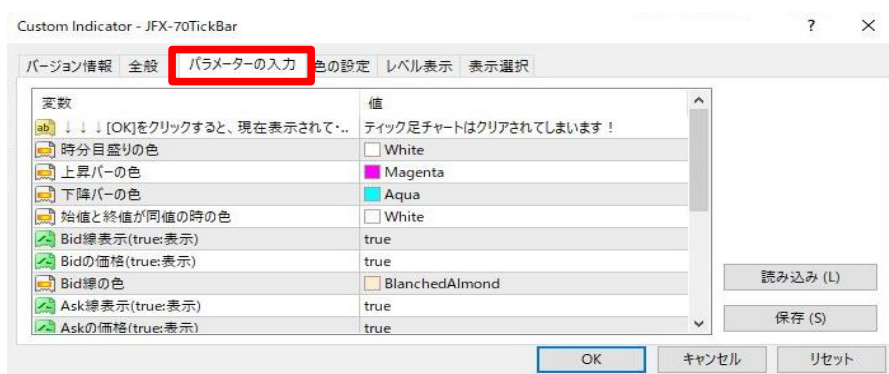 Custom Indicator - JFX-70TickBar ? ×
バージョン情報 全般 パラメーターの入力 色の設定 レベル表示 表示選択
変数 値
ab ↓↓↓[OK]をクリックすると、現在表示されて・.. ティック足チャートはクリアされてしまいます！
時分目盛りの色 White
上昇バーの色 Magenta
下降バーの色 Aqua
始値と終値が同値の時の色 White
Bid線表示(true:表示) true
Bidの価格(true:表示) true
Bid線の色 BlanchedAlmond
Ask線表示(true:表示) true
Askの価格(true:表示) true
読み込み (L)
保存 (S)
OK キャンセル リセット